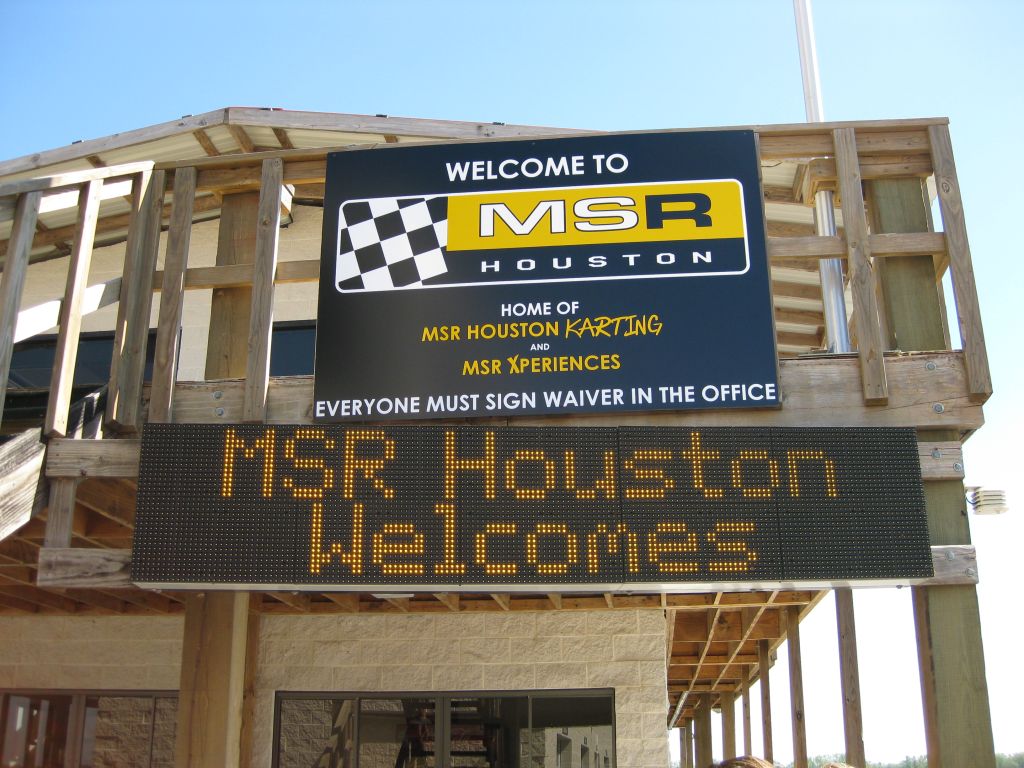 WELCOME TO
MSR
HOUSTON
HOME OF
MSR HOUSTON KARTING
AND
MSR XPERIENCES
EVERYONE MUST SIGN WAIVER IN THE OFFICE
MSR Houston
Welcomes